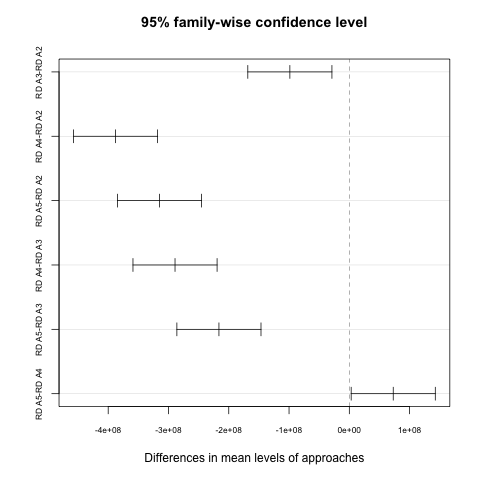 95% family-wise confidence level
RD A3-RD A2
RD A4-RD A2
RD A5-RD A2
RD A4-RD A3
RD A5-RD A3
RD A5-RD A4
-4e+08 -3e+08 -2e+08 -1e+08 0e+00 1e+08
Differences in mean levels of approaches